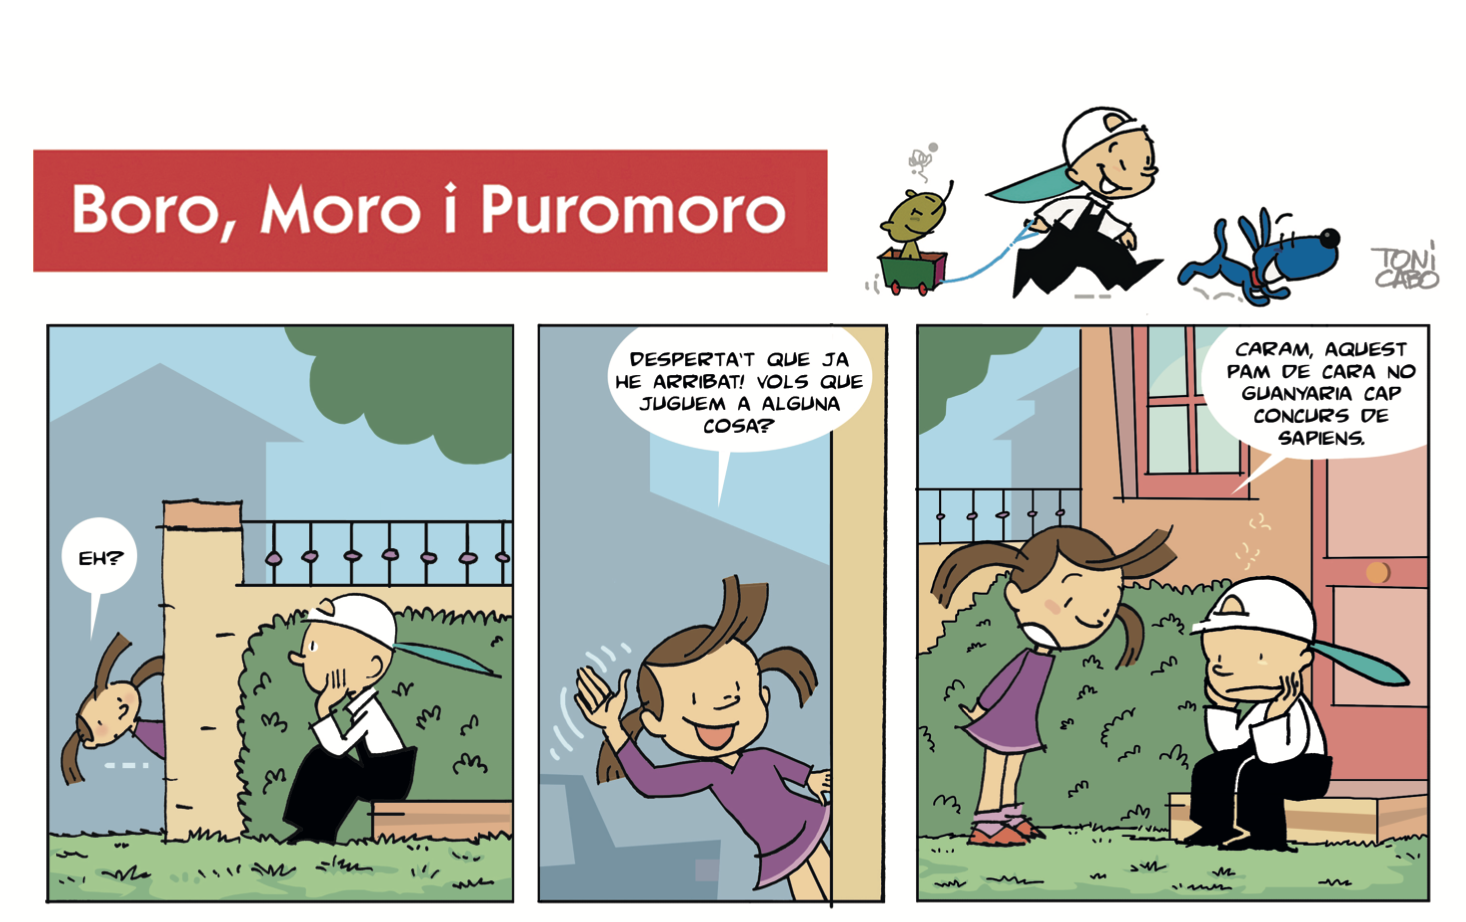 Boro, Moro i Puromoro
TONI
CABO
EH?
DESPERTA'T QUE JA
HE ARRIBAT! VOLS QUE
JUGUEM A ALGUNA
COSA?
CARAM, AQUEST
PAM DE CARA NO
GUANYARIA CAP
CONCURS DE
SAPIENS.